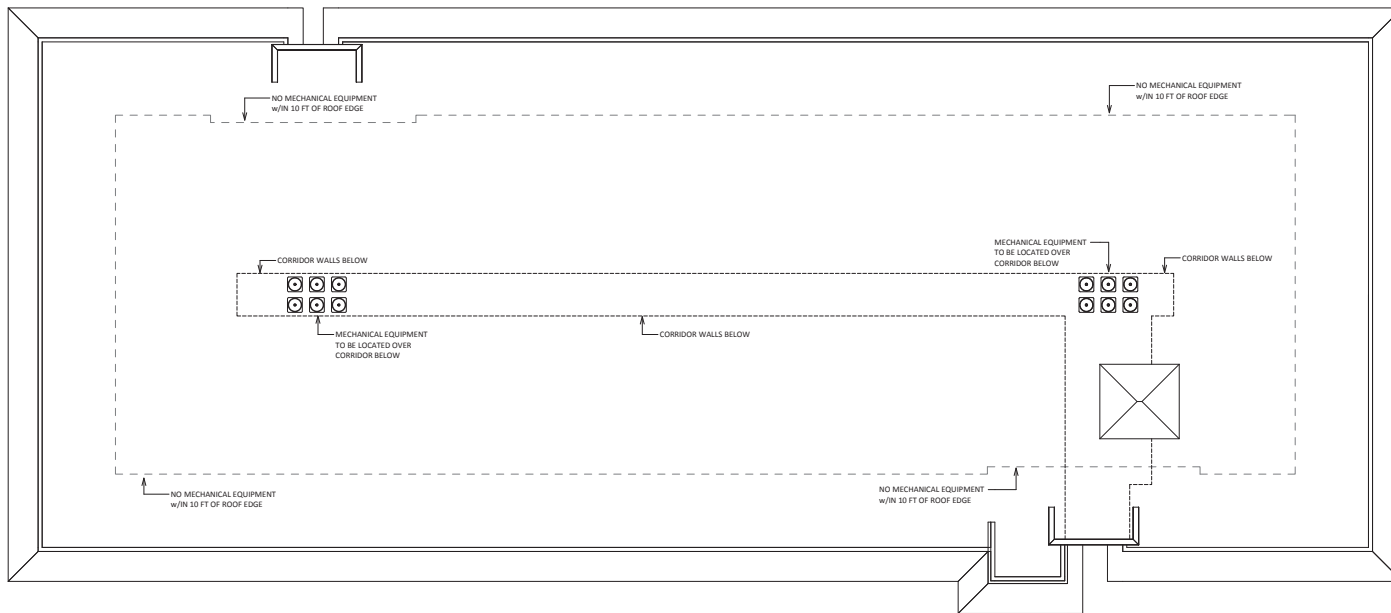 NO MECHANICAL EQUIPMENT
w/IN 10 FT OF ROOF EDGE
NO MECHANICAL EQUIPMENT
w/IN 10 FT OF ROOF EDGE
CORRIDOR WALLS BELOW
MECHANICAL EQUIPMENT
TO BE LOCATED OVER
CORRIDOR BELOW
CORRIDOR WALLS BELOW
MECHANICAL EQUIPMENT
TO BE LOCATED OVER
CORRIDOR BELOW
CORRIDOR WALLS BELOW
NO MECHANICAL EQUIPMENT
w/IN 10 FT OF ROOF EDGE
NO MECHANICAL EQUIPMENT
w/IN 10 FT OF ROOF EDGE